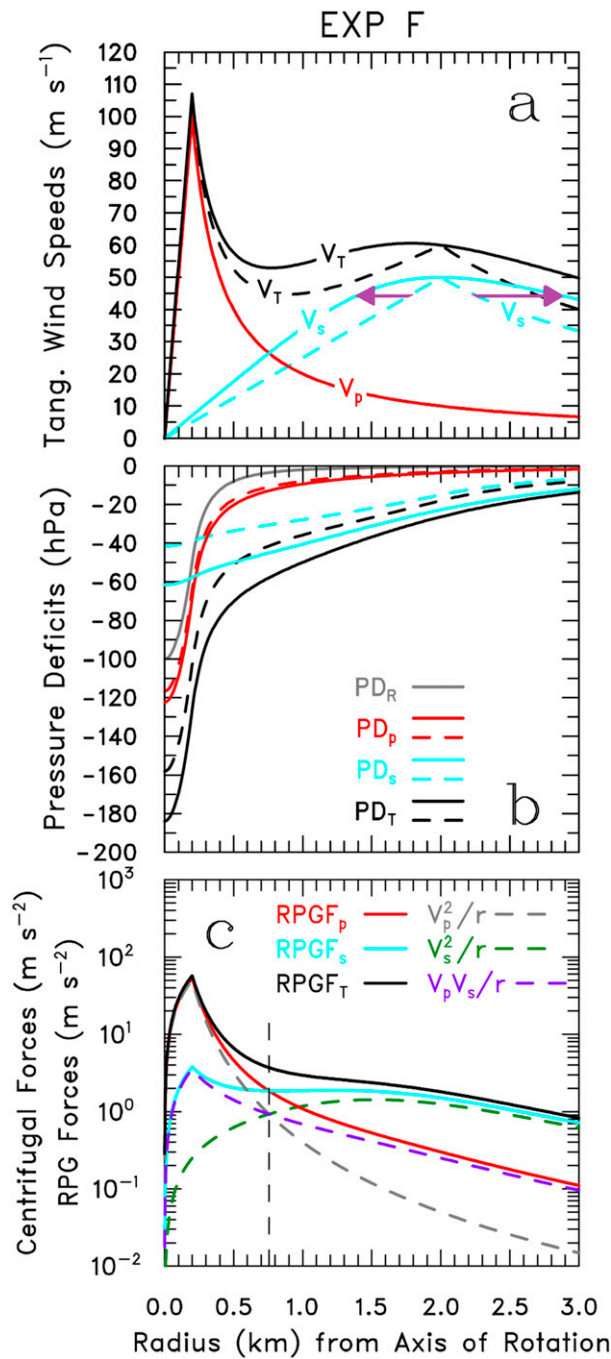 EXP F
Tang. Wind Speeds (m s⁻¹)
120
110
100
90
80
70
60
50
40
30
20
10
0
a
V_T
V_T
V_s
V_s
V_p
Pressure Deficits (hPa)
0
-20
-40
-60
-80
-100
-120
-140
-160
-180
-200
PD_R
PD_p
PD_s
PD_T
b
Centrifugal Forces (m s⁻²)
RPG Forces (m s⁻²)
10³
10²
10¹
10⁰
10⁻¹
10⁻²
c
RPGF_p V_p²/r
RPGF_s V_s²/r
RPGF_T V_pV_s/r
0.0 0.5 1.0 1.5 2.0 2.5 3.0
Radius (km) from Axis of Rotation